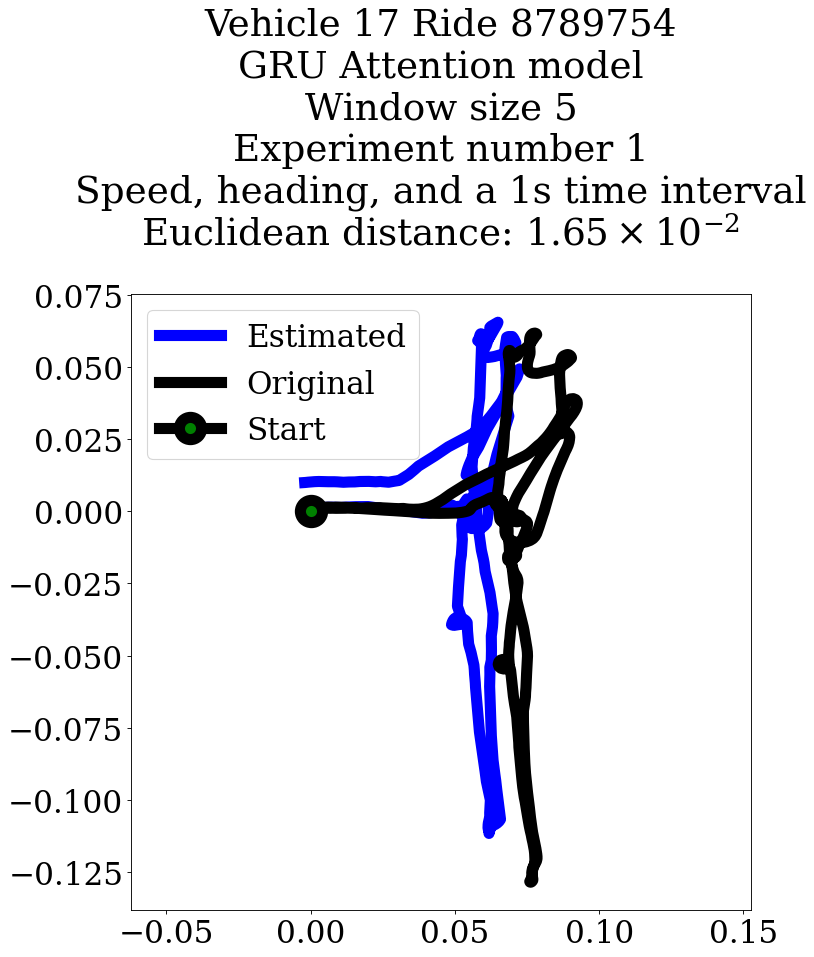 Vehicle 17 Ride 8789754
GRU Attention model
Window size 5
Experiment number 1
Speed, heading, and a 1s time interval
Euclidean distance: 1.65 × 10⁻²
0.075
0.050
0.025
0.000
−0.025
−0.050
−0.075
−0.100
−0.125
Estimated
Original
Start
−0.05 0.00 0.05 0.10 0.15